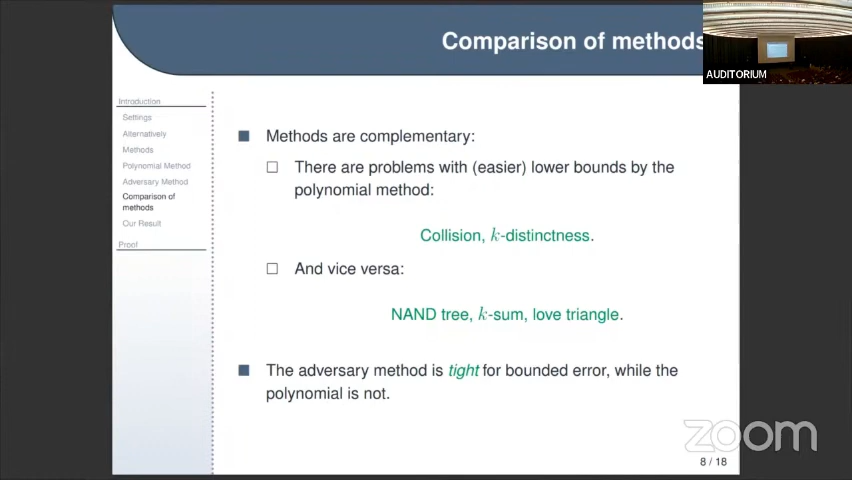 Comparison of methods
AUDITORIUM
Introduction
Settings
Alternatively
Methods
Polynomial Method
Adversary Method
Comparison of
methods
Our Result
Proof
Methods are complementary:
There are problems with (easier) lower bounds by the
polynomial method:
Collision, k-distinctness.
And vice versa:
NAND tree, k-sum, love triangle.
The adversary method is tight for bounded error, while the
polynomial is not.
zoom
8 / 18